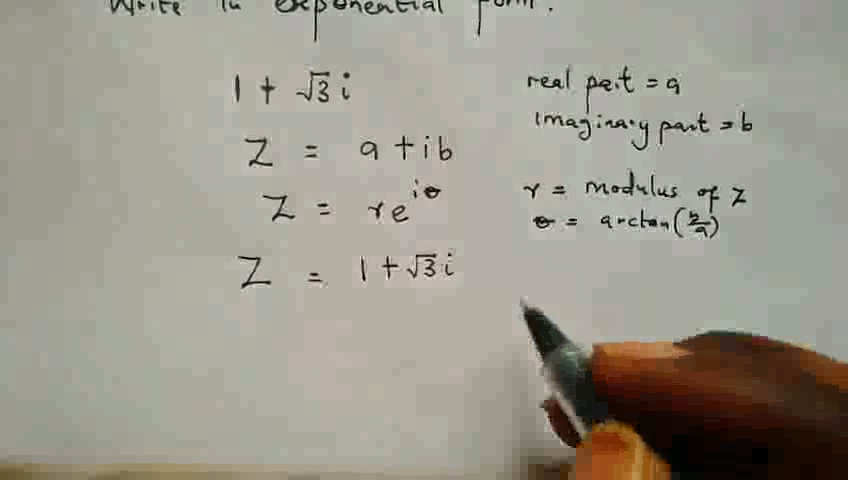 Write in exponential form.
1 + √3 i
real part = a
imaginary part = b
Z = a + ib
Z = re^iθ
r = modulus of z
θ = arctan(b/a)
Z = 1 + √3 i